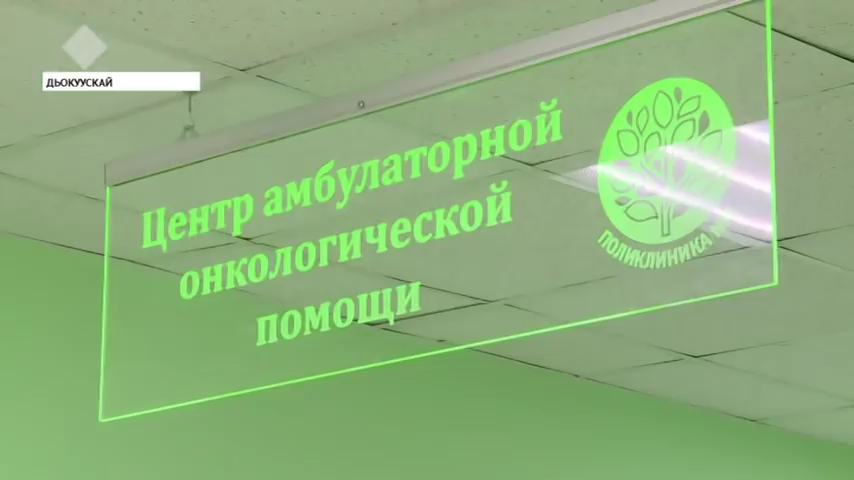 ДЬОКУУСКАЙ
Центр амбулаторной
онкологической
помощи
ПОЛИКЛИНИКА